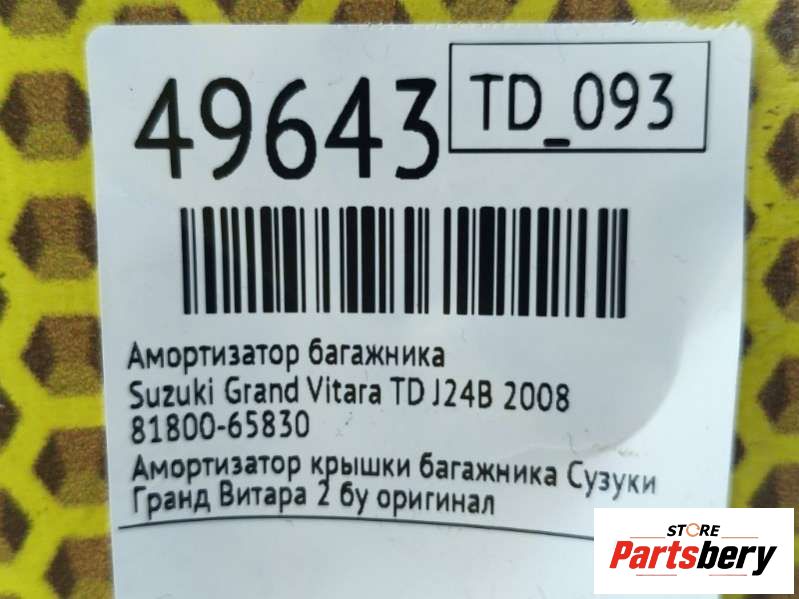 49643
TD_093
Амортизатор багажника
Suzuki Grand Vitara TD J24B 2008
81800-65830
Амортизатор крышки багажника Сузуки
Гранд Витара 2 бу оригинал
STORE
Partsbery